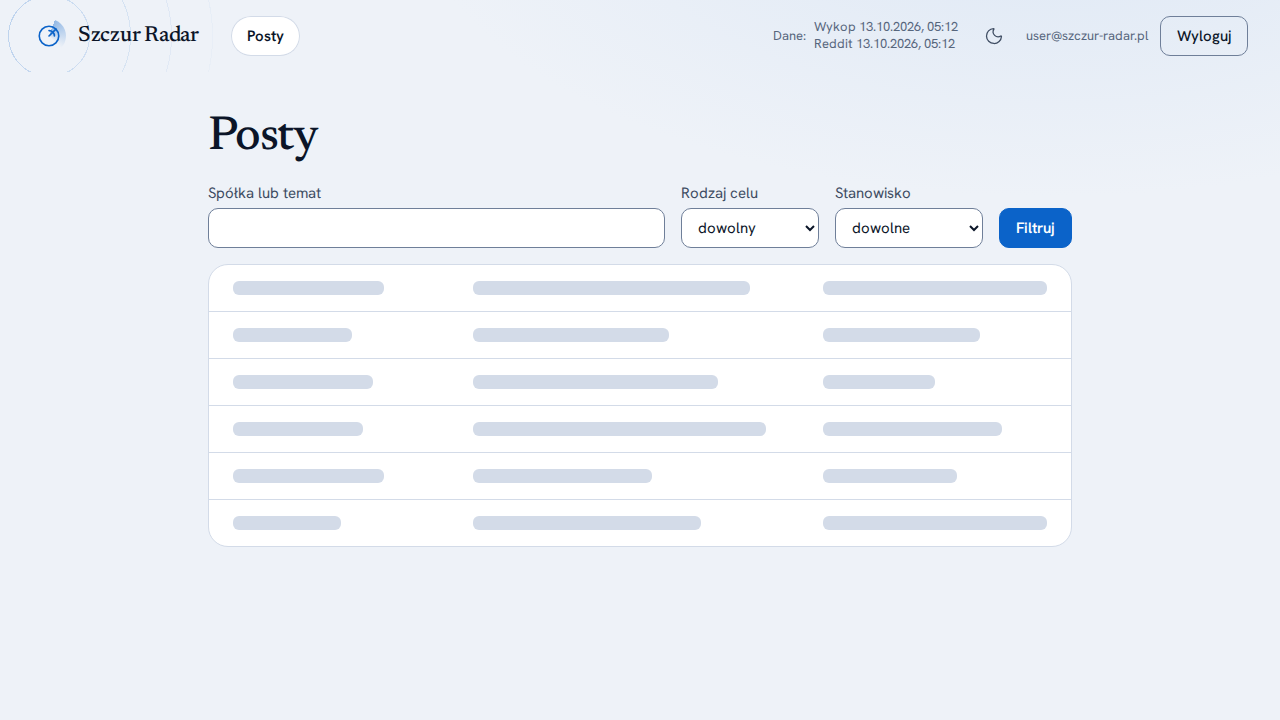 Szczur Radar
Posty
Dane:
Wykop 13.10.2026, 05:12
Reddit 13.10.2026, 05:12
user@szczur-radar.pl
Wyloguj
Posty
Spółka lub temat
Rodzaj celu
Stanowisko
dowolny
dowolne
Filtruj